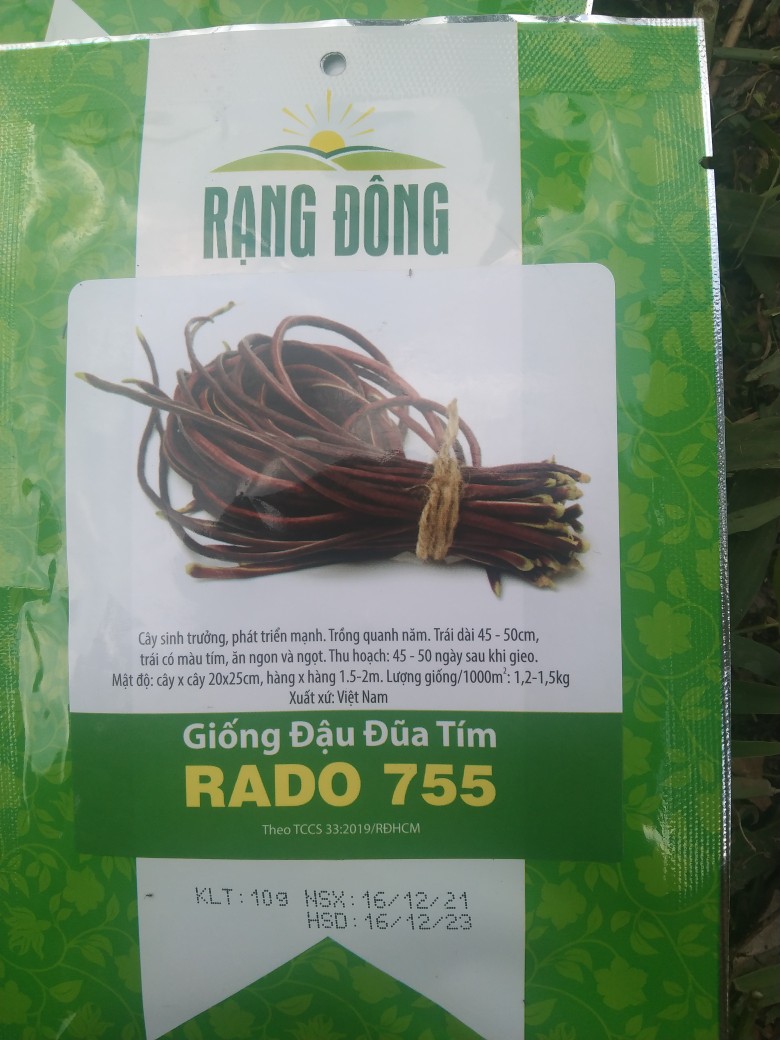 RẠNG ĐÔNG
Cây sinh trưởng, phát triển mạnh. Trồng quanh năm. Trái dài 45 - 50cm,
trái có màu tím, ăn ngon và ngọt. Thu hoạch: 45 - 50 ngày sau khi gieo.
Mật độ: cây x cây 20x25cm, hàng x hàng 1.5-2m. Lượng giống/1000m²: 1,2-1,5kg
Xuất xứ: Việt Nam
Giống Đậu Đũa Tím
RADO 755
Theo TCCS 33:2019/RĐHCM
KLT: 10g NSX: 16/12/21
HSD: 16/12/23